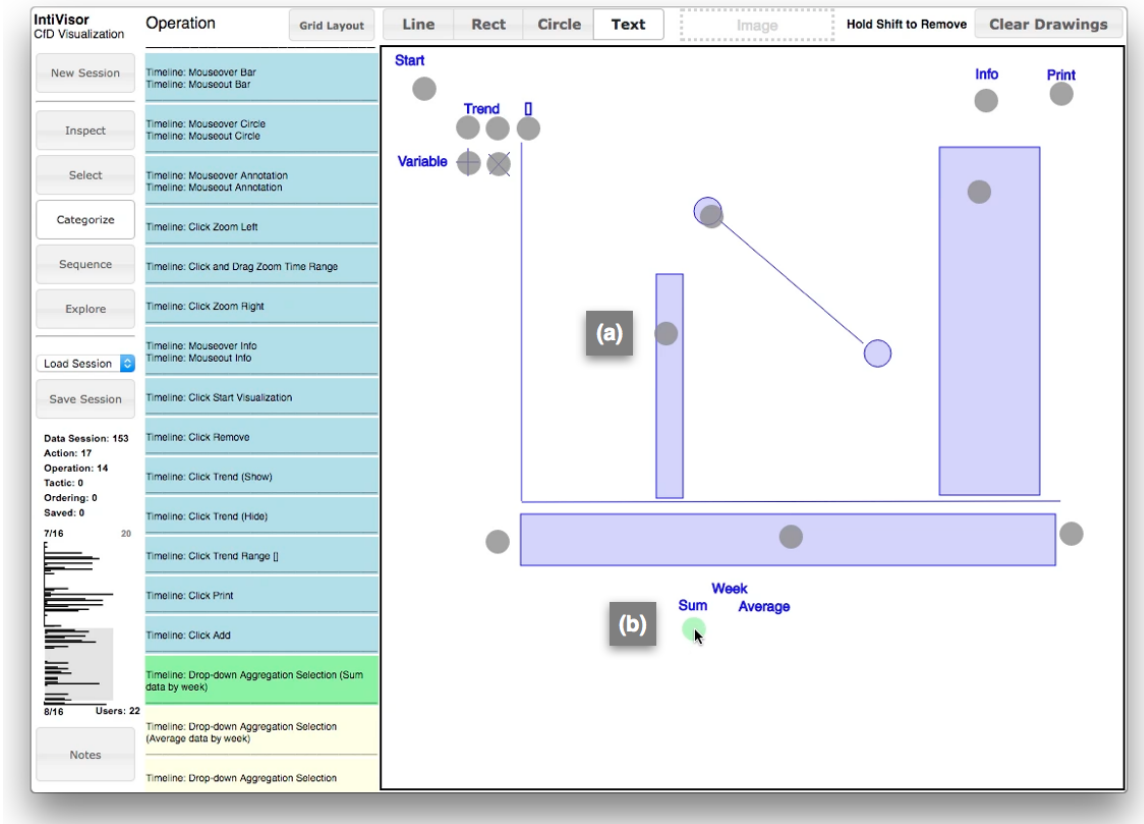 IntiVisor
CfD Visualization
Operation
Grid Layout
Line
Rect
Circle
Text
Image
Hold Shift to Remove
Clear Drawings
New Session
Inspect
Select
Categorize
Sequence
Explore
Load Session
Save Session
Data Session: 153
Action: 17
Operation: 14
Tactic: 0
Ordering: 0
Saved: 0
7/16
20
8/16
Users: 22
Notes
Timeline: Mouseover Bar
Timeline: Mouseout Bar
Timeline: Mouseover Circle
Timeline: Mouseout Circle
Timeline: Mouseover Annotation
Timeline: Mouseout Annotation
Timeline: Click Zoom Left
Timeline: Click and Drag Zoom Time Range
Timeline: Click Zoom Right
Timeline: Mouseover Info
Timeline: Mouseout Info
Timeline: Click Start Visualization
Timeline: Click Remove
Timeline: Click Trend (Show)
Timeline: Click Trend (Hide)
Timeline: Click Trend Range []
Timeline: Click Print
Timeline: Click Add
Timeline: Drop-down Aggregation Selection (Sum
data by week)
Timeline: Drop-down Aggregation Selection
(Average data by week)
Timeline: Drop-down Aggregation Selection
Start
Info
Print
Trend
[]
Variable
(a)
Week
Sum
Average
(b)